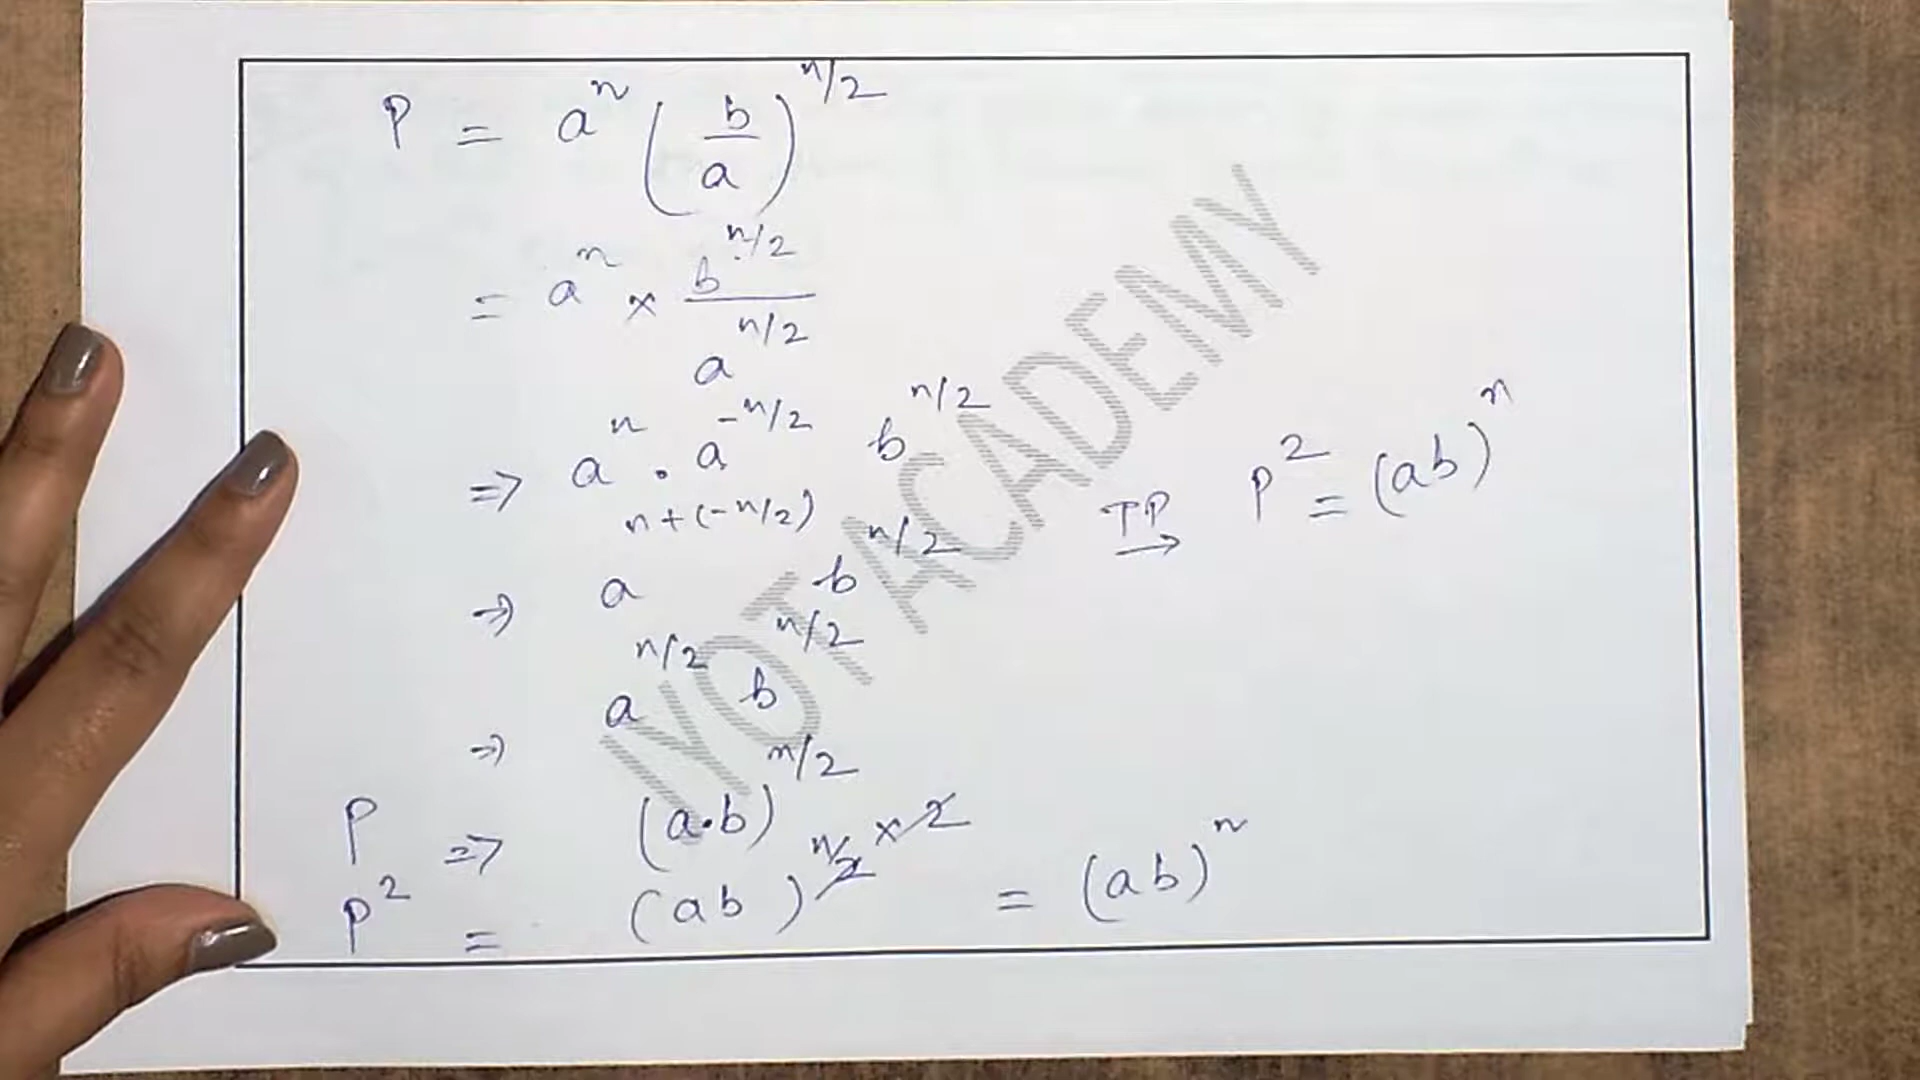 P = a^n (b/a)^n/2
= a^n × b^n/2 / a^n/2
⇒ a^n . a^-n/2 b^n/2
⇒ a^n+(-n/2) b^n/2
⇒ a^n/2 b^n/2
P ⇒ (a.b)^n/2
P^2 = (ab)^n/2 × 2 = (ab)^n
TP → P^2 = (ab)^n
JYOT ACADEMY